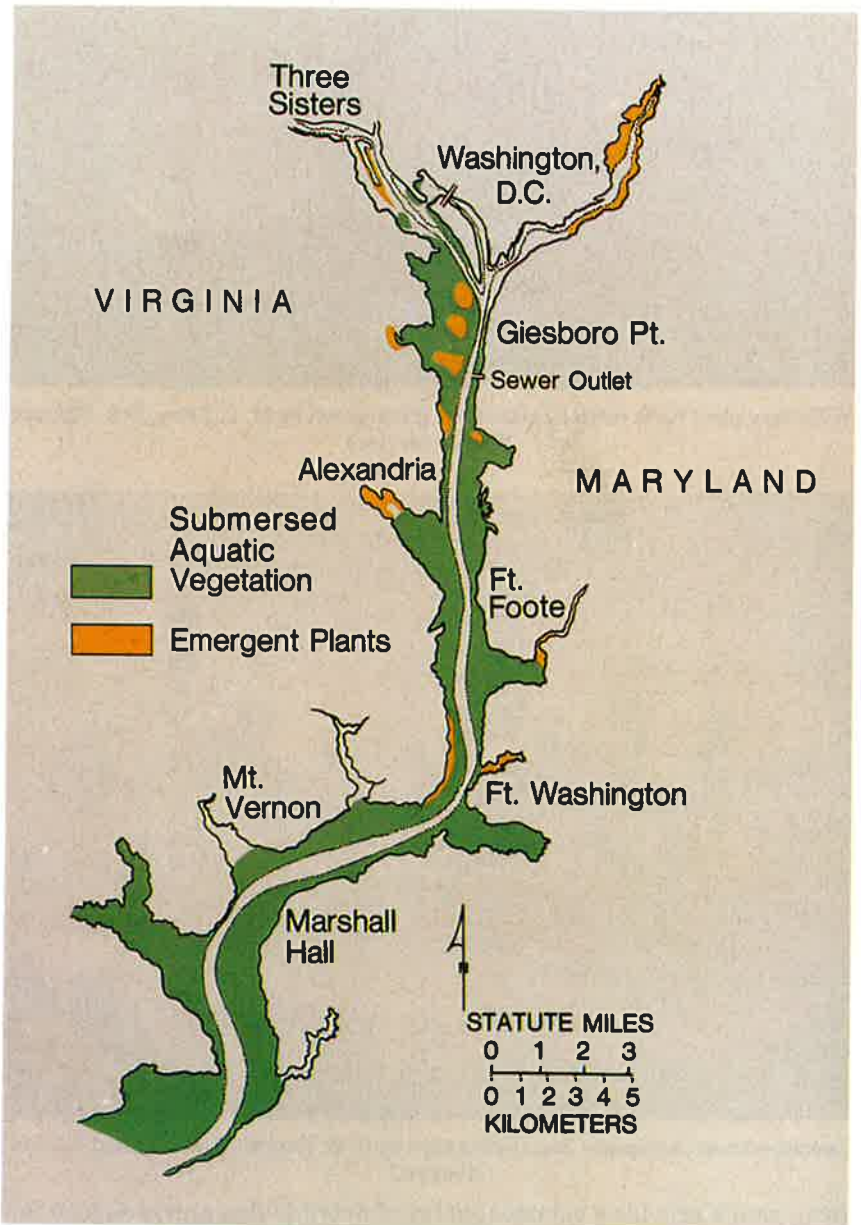 Three
Sisters
Washington,
D.C.
VIRGINIA
Giesboro Pt.
Sewer Outlet
Alexandria
MARYLAND
Submersed
Aquatic
Vegetation
Ft.
Foote
Emergent Plants
Mt.
Vernon
Ft. Washington
Marshall
Hall
STATUTE MILES
0 1 2 3
0 1 2 3 4 5
KILOMETERS